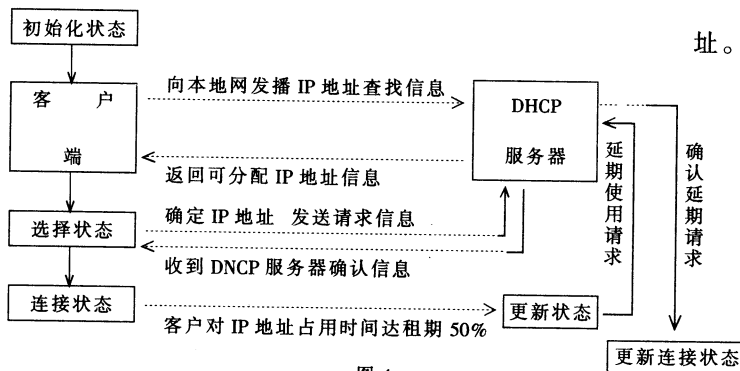 初始化状态
址。
客 户
端
向本地网发播 IP 地址查找信息
DHCP
服务器
返回可分配 IP 地址信息
选择状态
确定 IP 地址 发送请求信息
收到 DNCP 服务器确认信息
延期使用请求
确认延期请求
连接状态
客户对 IP 地址占用时间达租期 50%
更新状态
更新连接状态